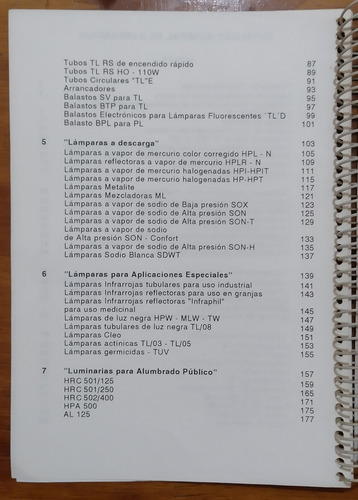 Tubos TL RS de encendido rápido 87
Tubos TL RS HO - 110W 89
Tubos Circulares "TL"E 91
Arrancadores 93
Balastos SV para TL 95
Balastos BTP para TL 97
Balastos Electrónicos para Lámparas Fluorescentes ¨TL¨D 99
Balasto BPL para PL 101
5 "Lámparas a descarga" 103
Lámparas a vapor de mercurio color corregido HPL - N 105
Lámparas reflectoras a vapor de mercurio HPLR - N 109
Lámparas a vapor de mercurio halogenadas HPI-HPIT 111
Lámparas a vapor de mercurio halogenadas HP-HPT 115
Lámparas Metalite 117
Lámparas Mezcladoras ML 121
Lámparas a vapor de sodio de Baja presión SOX 123
Lámparas a vapor de sodio de Alta presión SON 125
Lámparas a vapor de sodio de Alta presión SON-T 129
Lámparas a vapor de sodio
de Alta presión SON - Confort 133
Lámparas a vapor de sodio de Alta presión SON-H 135
Lámparas Sodio Blanca SDWT 137
6 "Lámparas para Aplicaciones Especiales" 139
Lámparas Infrarrojas tubulares para uso industrial 141
Lámparas Infrarrojas reflectoras para uso en granjas 143
Lámparas Infrarrojas reflectoras "Infraphil"
para uso medicinal 145
Lámparas de luz negra HPW - MLW - TW 147
Lámparas tubulares de luz negra TL/08 149
Lámparas Cleo 151
Lámparas actínicas TL/03 - TL/05 153
Lámparas germicidas - TUV 155
7 "Luminarias para Alumbrado Público" 157
HRC 501/125 159
HRC 501/250 165
HRC 502/400 171
HPA 500 175
AL 125 177